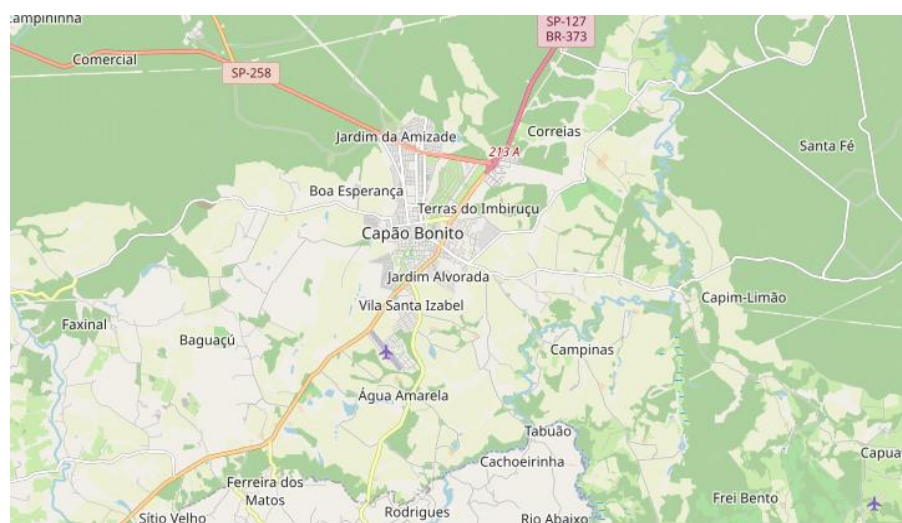 ampininha
SP-127
BR-373
Comercial
SP-258
Jardim da Amizade
Correias
213 A
Santa Fé
Boa Esperança
Terras do Imbiruçu
Capão Bonito
Jardim Alvorada
Capim-Limão
Vila Santa Izabel
Faxinal
Baguaçú
Campinas
Água Amarela
Tabuão
Cachoeirinha
Capua
Ferreira dos
Matos
Frei Bento
Rodrigues
Sítio Velho
Rio Abaixo